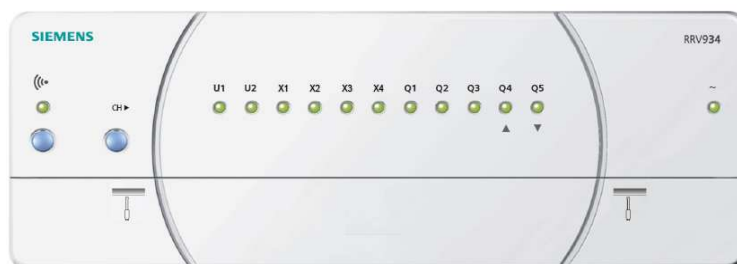 SIEMENS
RRV934
CH ►
U1 U2 X1 X2 X3 X4 Q1 Q2 Q3 Q4 Q5
~
▲ ▼